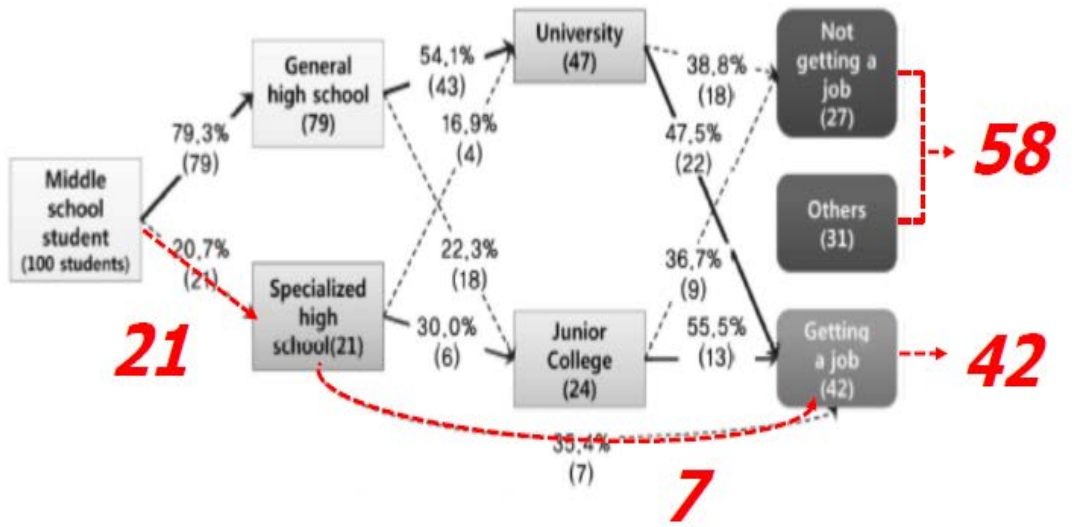 Middle
school
student
(100 students)
79,3%
(79)
20,7%
(21)
21
General
high school
(79)
Specialized
high
school(21)
54,1%
(43)
16,9%
(4)
22,3%
(18)
30,0%
(6)
University
(47)
Junior
College
(24)
38,8%
(18)
47,5%
(22)
36,7%
(9)
55,5%
(13)
35,4%
(7)
7
Not
getting a
job
(27)
Others
(31)
Getting
a job
(42)
58
42